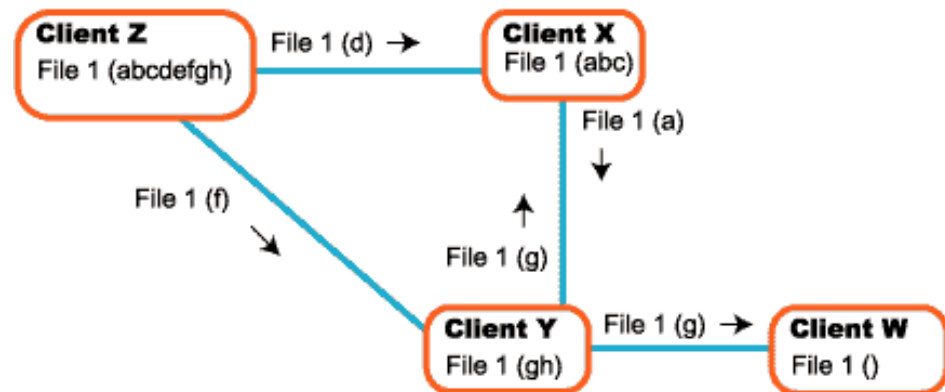 Client Z
File 1 (abcdefgh)
File 1 (d)
Client X
File 1 (abc)
File 1 (a)
File 1 (f)
File 1 (g)
Client Y
File 1 (gh)
File 1 (g)
Client W
File 1 ()